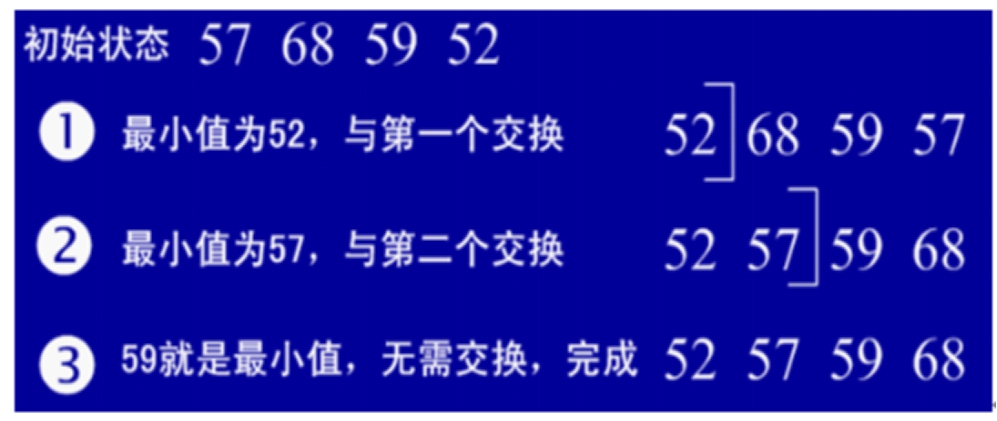 初始状态 57 68 59 52
1 最小值为52，与第一个交换 52 68 59 57
2 最小值为57，与第二个交换 52 57 59 68
3 59就是最小值，无需交换，完成 52 57 59 68